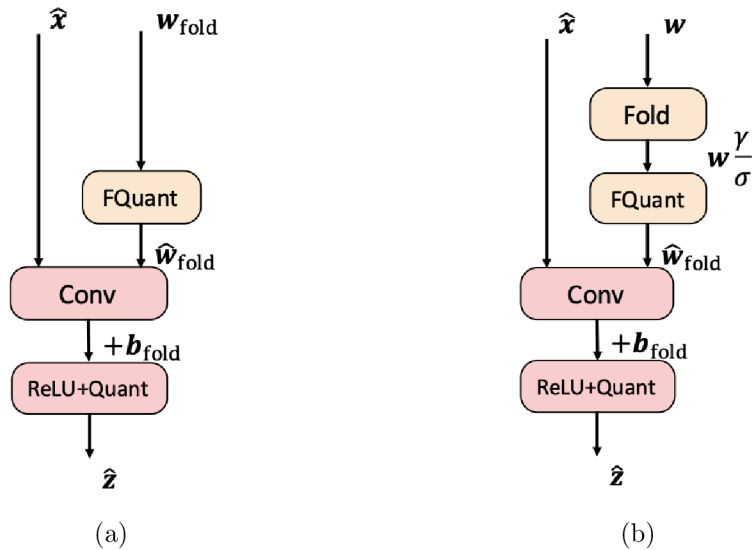 x̂ w_fold
FQuant
ŵ_fold
Conv
+b_fold
ReLU+Quant
ẑ
(a)
x̂ w
Fold
w γ/σ
FQuant
ŵ_fold
Conv
+b_fold
ReLU+Quant
ẑ
(b)